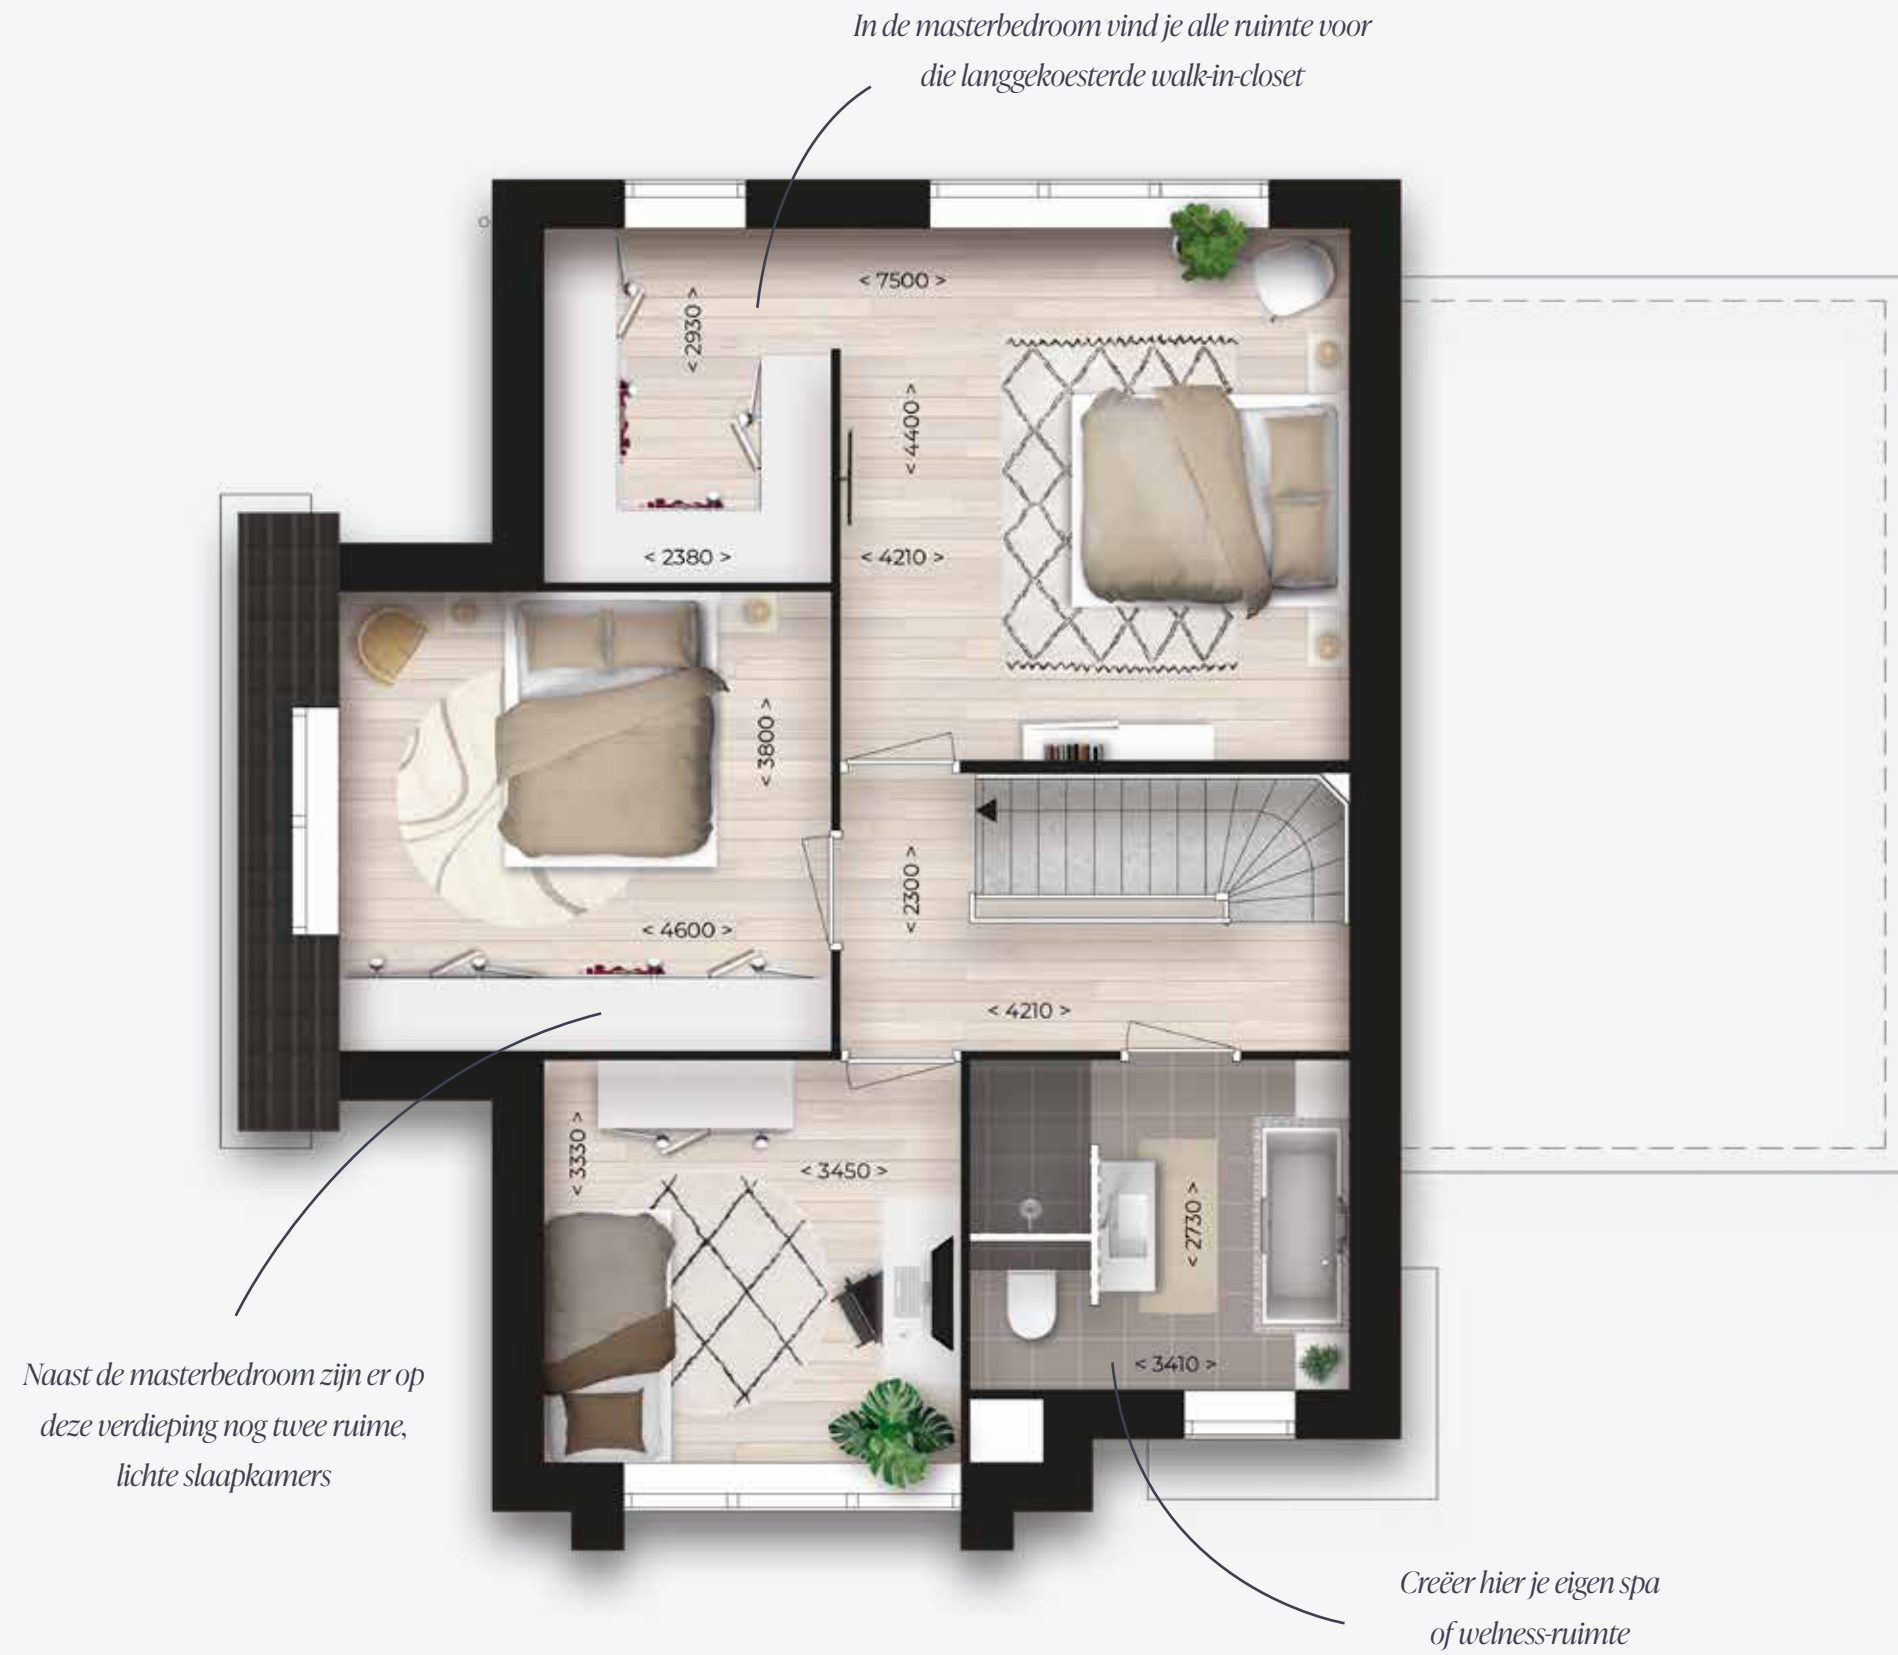 In de masterbedroom vind je alle ruimte voor
die langgekoesterde walk-in-closet
< 7500 >
< 2930 >
< 4400 >
< 2380 >
< 4210 >
< 3800 >
< 4600 >
< 2300 >
< 4210 >
< 3330 >
< 3450 >
< 2730 >
< 3410 >
Naast de masterbedroom zijn er op
deze verdieping nog twee ruime,
lichte slaapkamers
Creëer hier je eigen spa
of welness-ruimte